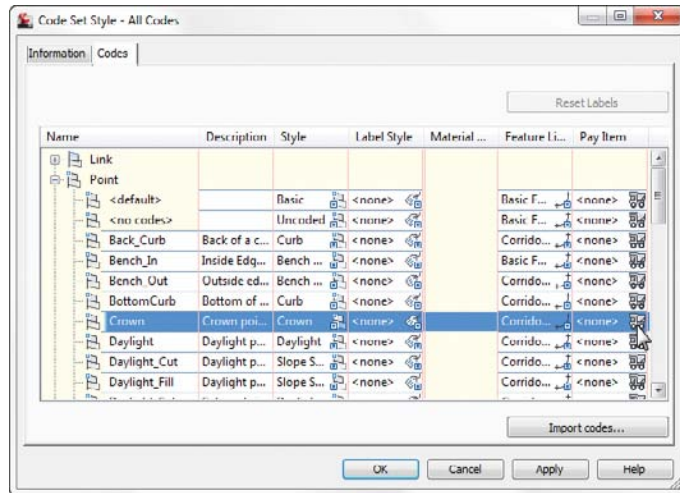 Code Set Style - All Codes
Information Codes
Reset Labels
Name Description Style Label Style Material ... Feature Li... Pay Item
Link
Point
<default> Basic <none> Basic F... <none>
<no codes> Uncoded <none> Basic F... <none>
Back_Curb Back of a c... Curb <none> Corrido... <none>
Bench_In Inside Edg... Bench ... <none> Basic F... <none>
Bench_Out Outside ed... Bench ... <none> Corrido... <none>
BottomCurb Bottom of ... Curb <none> Corrido... <none>
Crown Crown poi... Crown <none> Corrido... <none>
Daylight Daylight p... Daylight <none> Corrido... <none>
Daylight_Cut Daylight p... Slope S... <none> Corrido... <none>
Daylight_Fill Daylight p... Slope S... <none> Corrido... <none>
Import codes...
OK Cancel Apply Help